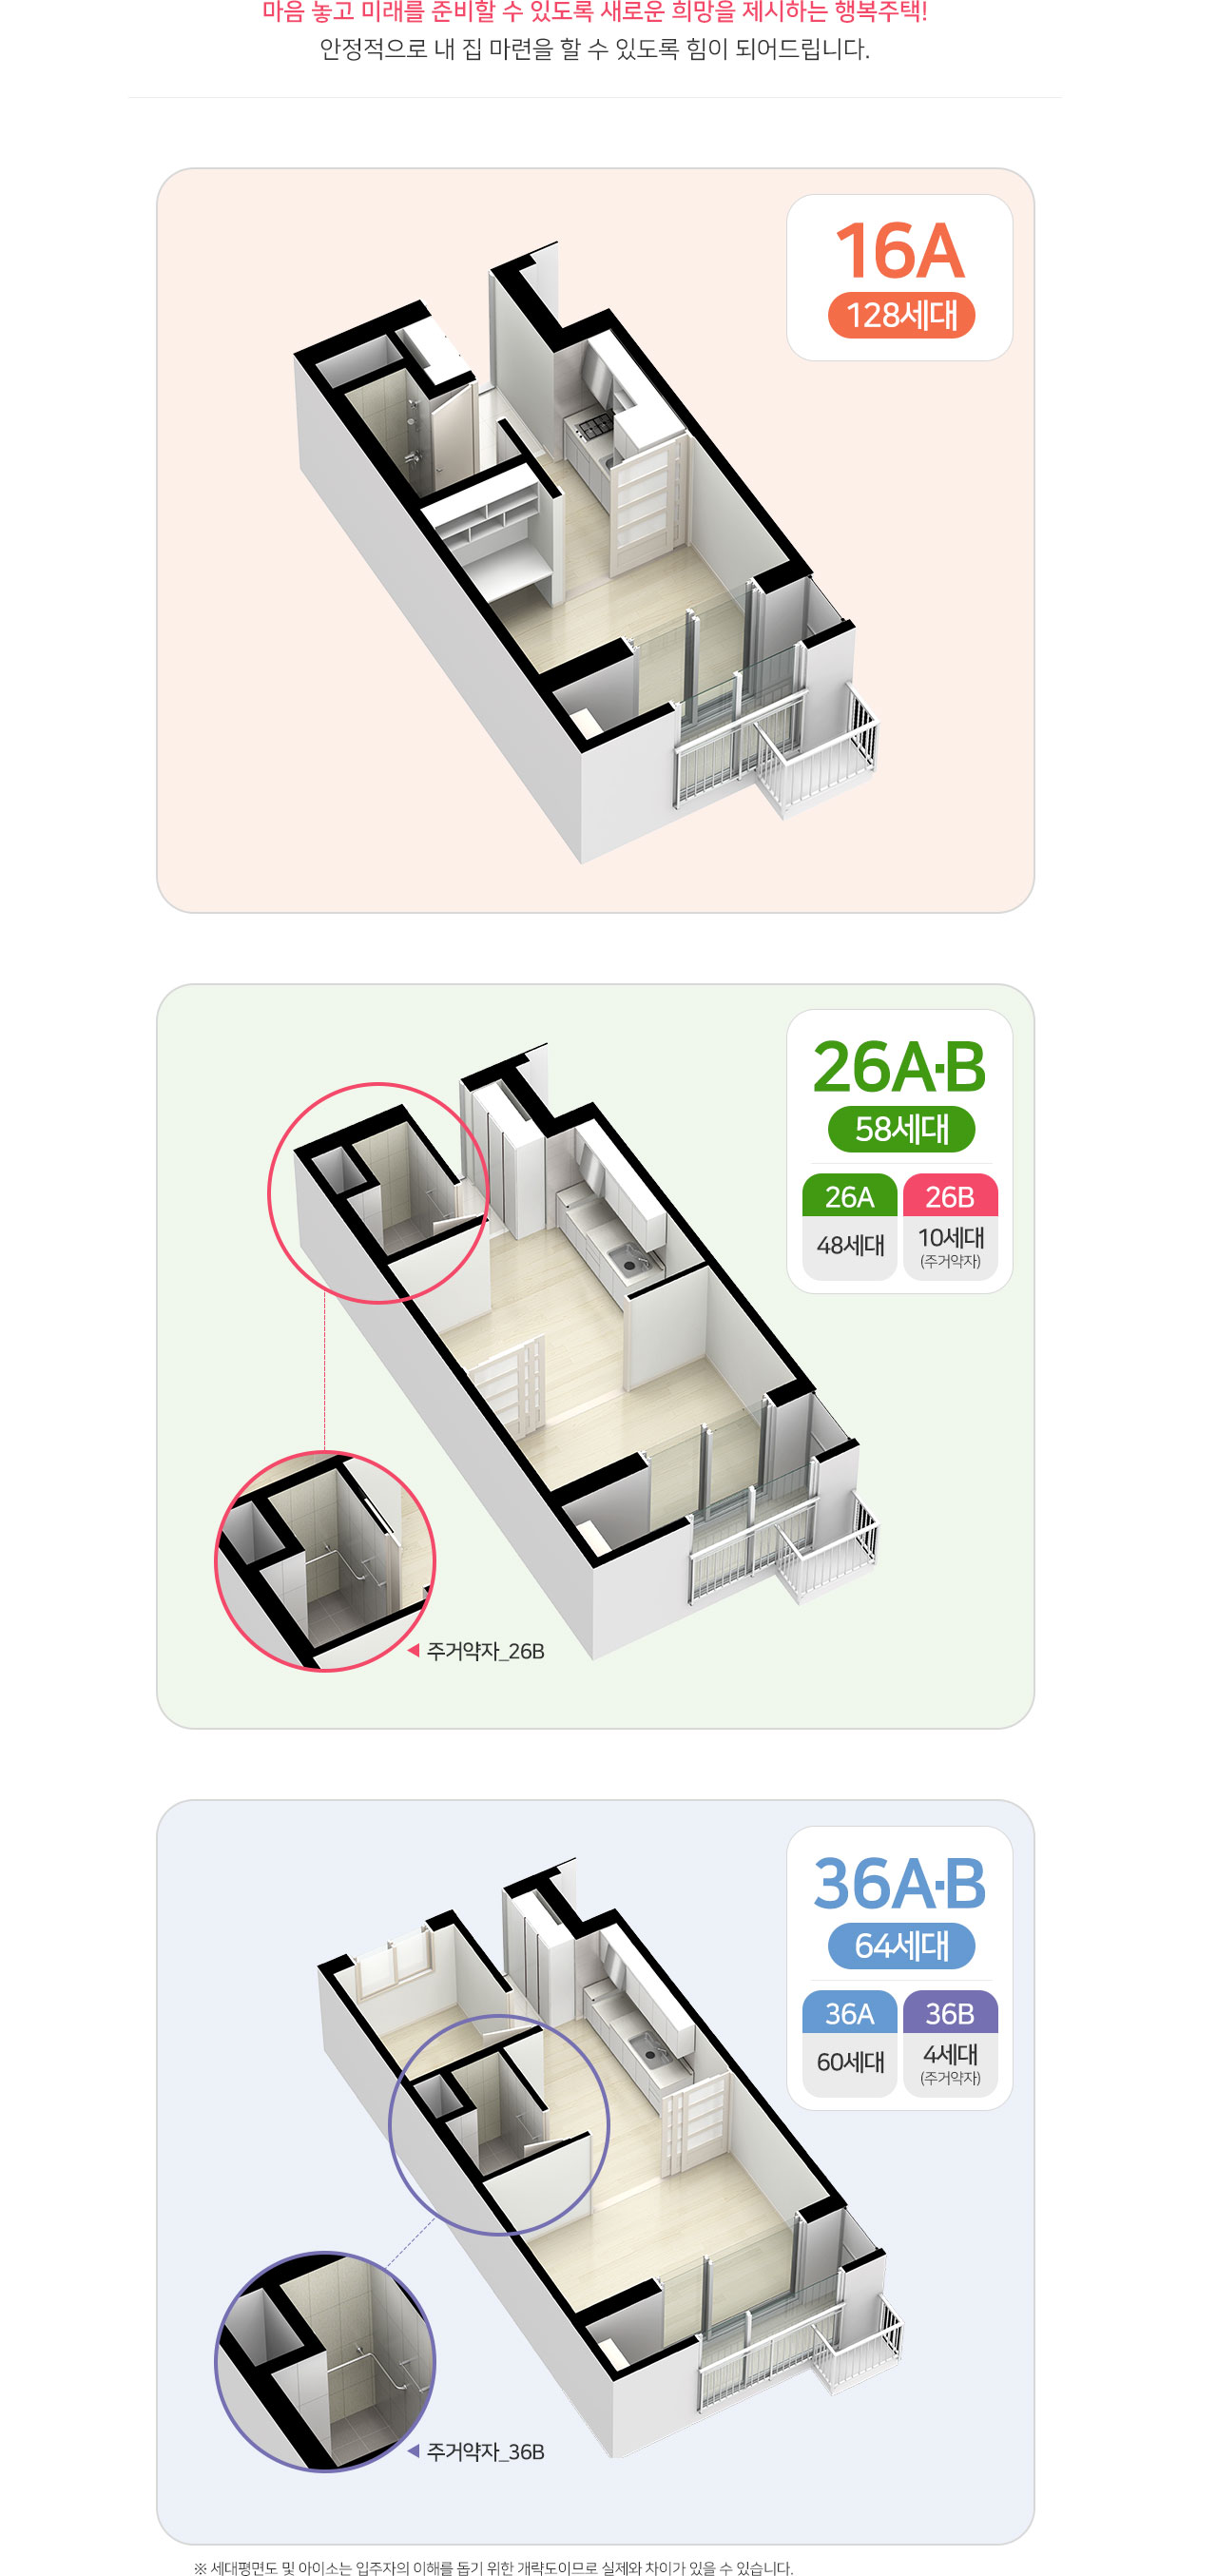 마음 놓고 미래를 준비할 수 있도록 새로운 희망을 제시하는 행복주택!
안정적으로 내 집 마련을 할 수 있도록 힘이 되어드립니다.
16A
128세대
26A·B
58세대
26A
26B
48세대
10세대
(주거약자)
◀ 주거약자_26B
36A·B
64세대
36A
36B
60세대
4세대
(주거약자)
◀ 주거약자_36B
※ 세대평면도 및 아이소는 입주자의 이해를 돕기 위한 개략도이므로 실제와 차이가 있을 수 있습니다.